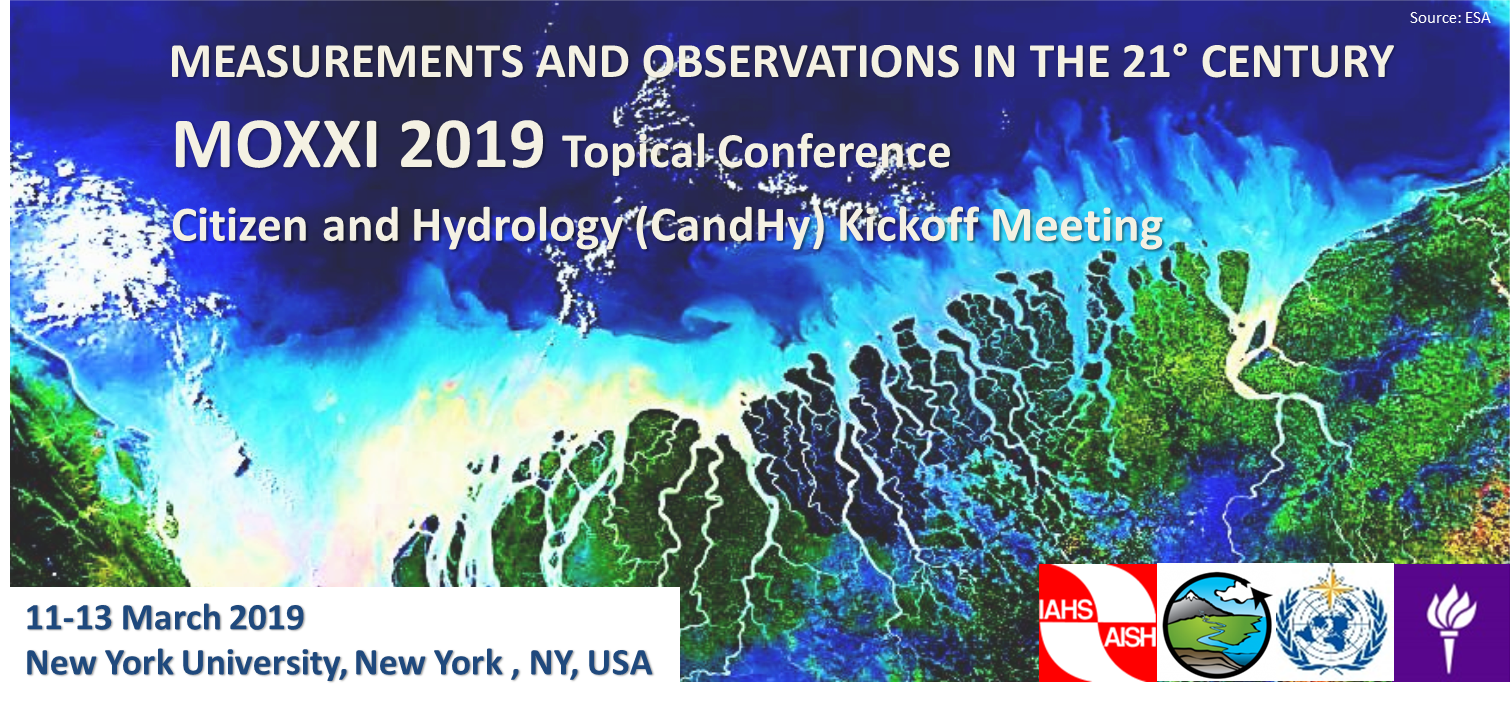 Source: ESA
MEASUREMENTS AND OBSERVATIONS IN THE 21° CENTURY
MOXXI 2019 Topical Conference
Citizen and Hydrology (CandHy) Kickoff Meeting
11-13 March 2019
New York University, New York , NY, USA
IAHS
AISH